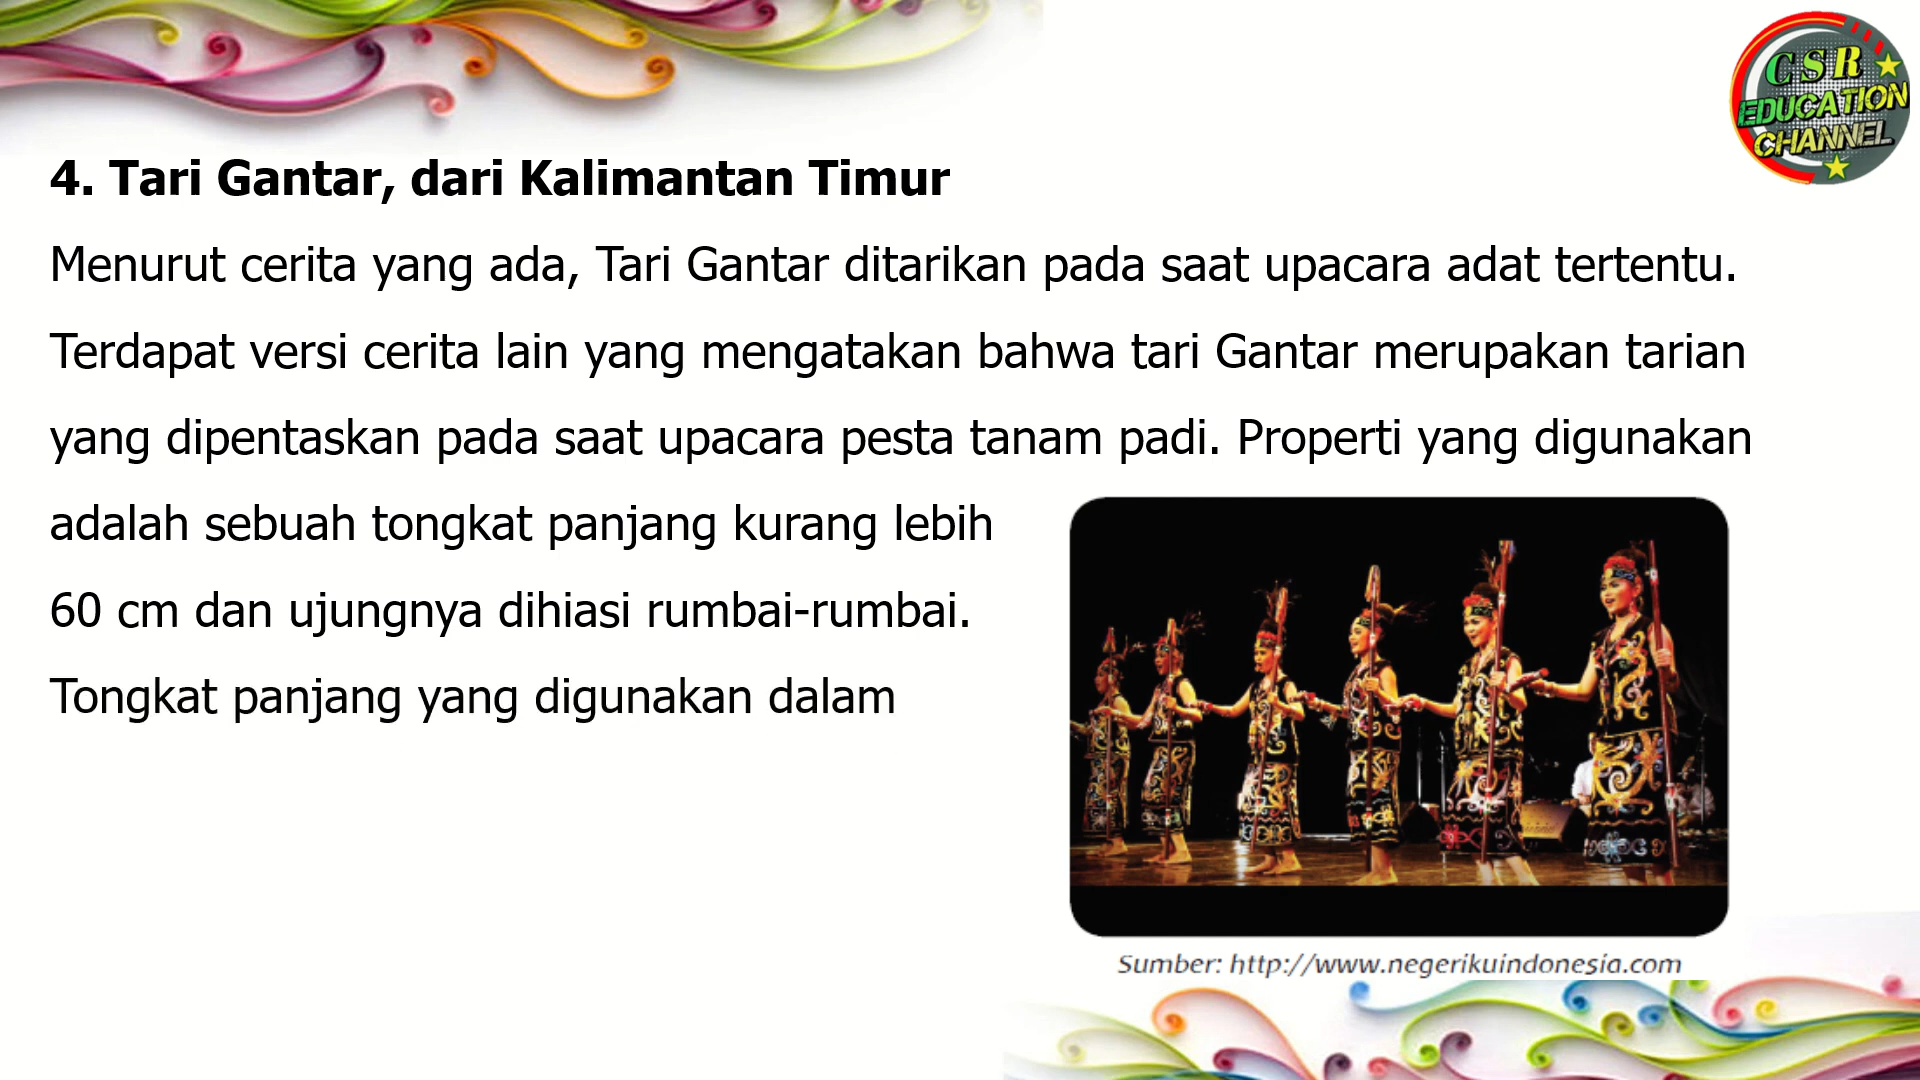 CSR
EDUCATION
CHANNEL
4. Tari Gantar, dari Kalimantan Timur
Menurut cerita yang ada, Tari Gantar ditarikan pada saat upacara adat tertentu.
Terdapat versi cerita lain yang mengatakan bahwa tari Gantar merupakan tarian
yang dipentaskan pada saat upacara pesta tanam padi. Properti yang digunakan
adalah sebuah tongkat panjang kurang lebih
60 cm dan ujungnya dihiasi rumbai-rumbai.
Tongkat panjang yang digunakan dalam
Sumber: http://www.negerikuindonesia.com